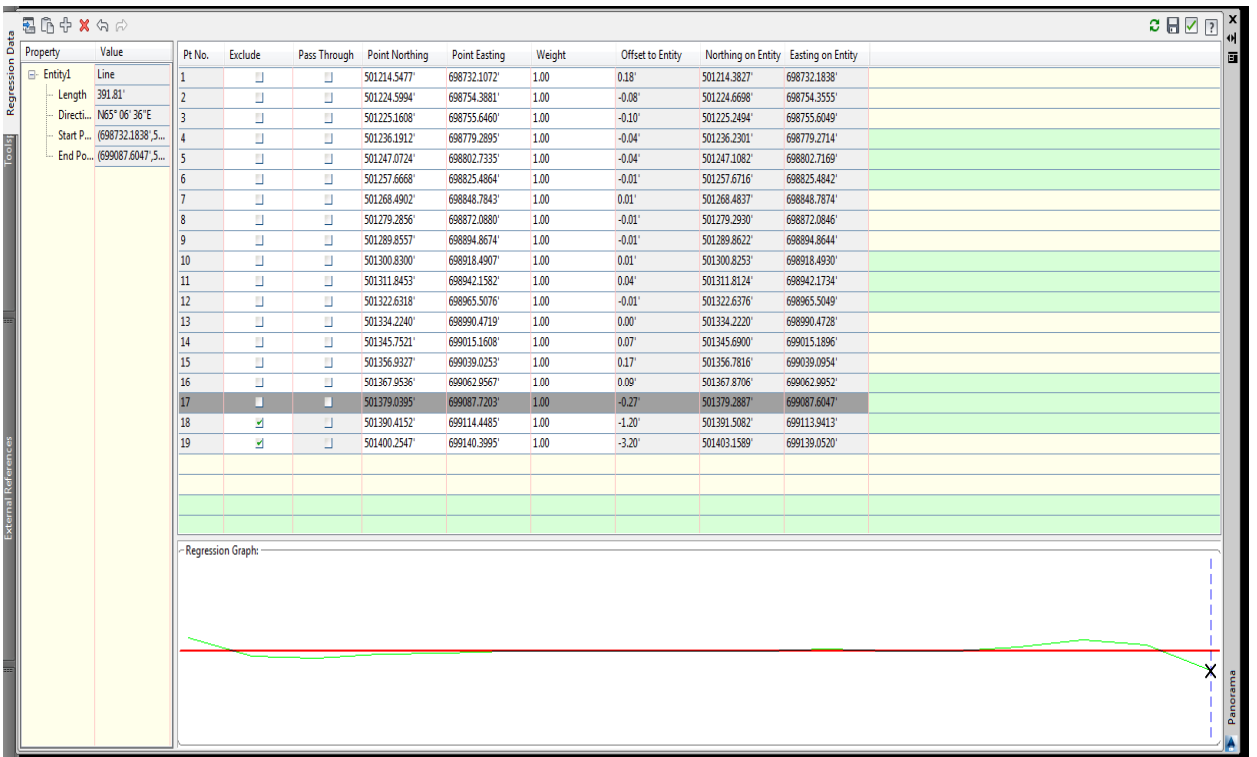 Regression Data
Tools
External References
Panorama
Property Value
Entity1 Line
Length 391.81'
Directi... N65° 06' 36"E
Start P... (698732.1838',5...
End Po... (699087.6047',5...
Pt No. Exclude Pass Through Point Northing Point Easting Weight Offset to Entity Northing on Entity Easting on Entity
1 501214.5477' 698732.1072' 1.00 0.18' 501214.3827' 698732.1838'
2 501224.5994' 698754.3881' 1.00 -0.08' 501224.6698' 698754.3555'
3 501225.1608' 698755.6460' 1.00 -0.10' 501225.2494' 698755.6049'
4 501236.1912' 698779.2895' 1.00 -0.04' 501236.2301' 698779.2714'
5 501247.0724' 698802.7335' 1.00 -0.04' 501247.1082' 698802.7169'
6 501257.6668' 698825.4864' 1.00 -0.01' 501257.6716' 698825.4842'
7 501268.4902' 698848.7843' 1.00 0.01' 501268.4837' 698848.7874'
8 501279.2856' 698872.0880' 1.00 -0.01' 501279.2930' 698872.0846'
9 501289.8557' 698894.8674' 1.00 -0.01' 501289.8622' 698894.8644'
10 501300.8300' 698918.4907' 1.00 0.01' 501300.8253' 698918.4930'
11 501311.8453' 698942.1582' 1.00 0.04' 501311.8124' 698942.1734'
12 501322.6318' 698965.5076' 1.00 -0.01' 501322.6376' 698965.5049'
13 501334.2240' 698990.4719' 1.00 0.00' 501334.2220' 698990.4728'
14 501345.7521' 699015.1608' 1.00 0.07' 501345.6900' 699015.1896'
15 501356.9327' 699039.0253' 1.00 0.17' 501356.7816' 699039.0954'
16 501367.9536' 699062.9567' 1.00 0.09' 501367.8706' 699062.9952'
17 501379.0395' 699087.7203' 1.00 -0.27' 501379.2887' 699087.6047'
18 501390.4152' 699114.4485' 1.00 -1.20' 501391.5082' 699113.9413'
19 501400.2547' 699140.3995' 1.00 -3.20' 501403.1589' 699139.0520'
Regression Graph: